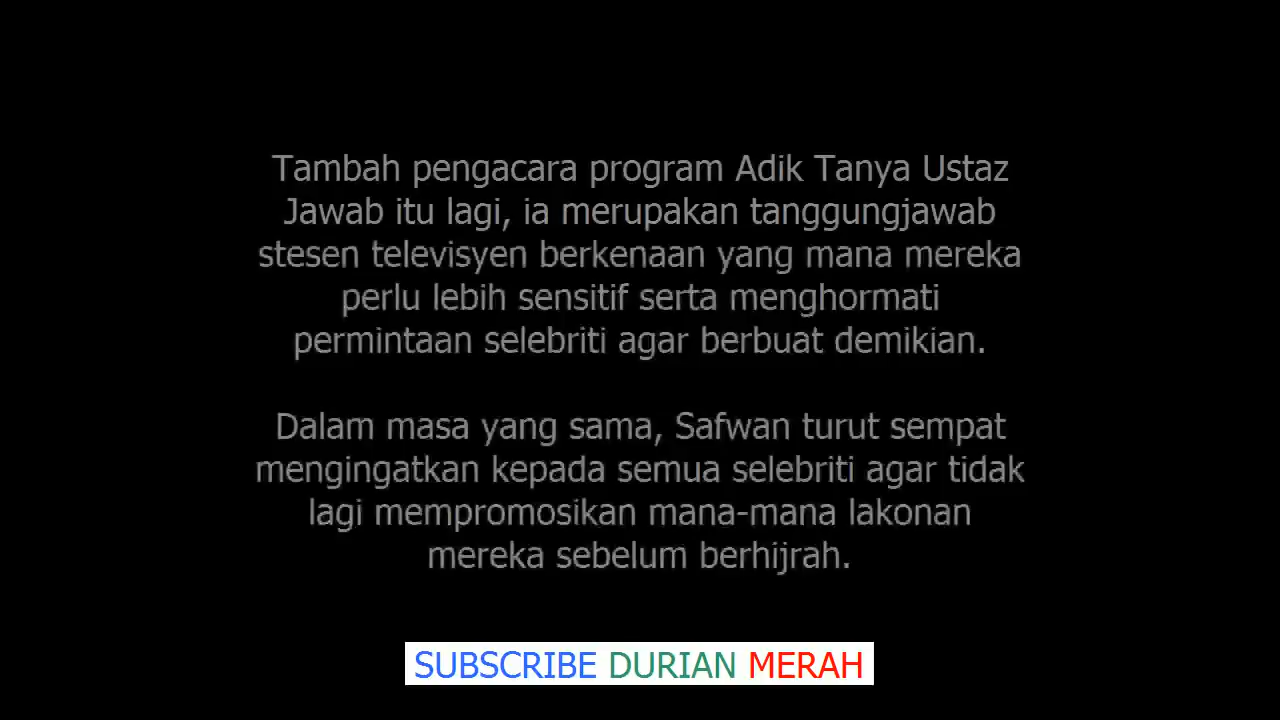 Tambah pengacara program Adik Tanya Ustaz
Jawab itu lagi, ia merupakan tanggungjawab
stesen televisyen berkenaan yang mana mereka
perlu lebih sensitif serta menghormati
permintaan selebriti agar berbuat demikian.
Dalam masa yang sama, Safwan turut sempat
mengingatkan kepada semua selebriti agar tidak
lagi mempromosikan mana-mana lakonan
mereka sebelum berhijrah.
SUBSCRIBE DURIAN MERAH